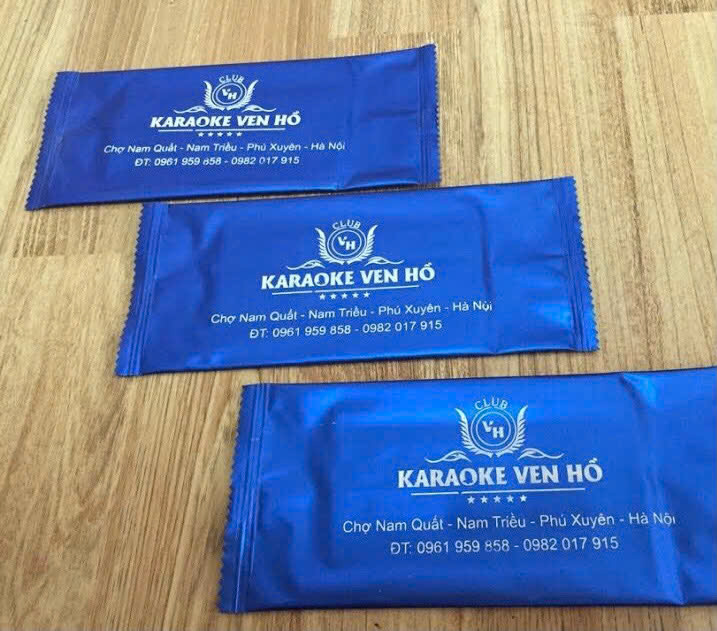 CLUB
VH
KARAOKE VEN HỒ
Chợ Nam Quất - Nam Triều - Phú Xuyên - Hà Nội
ĐT: 0961 959 858 - 0982 017 915
CLUB
VH
KARAOKE VEN HỒ
Chợ Nam Quất - Nam Triều - Phú Xuyên - Hà Nội
ĐT: 0961 959 858 - 0982 017 915
CLUB
VH
KARAOKE VEN HỒ
Chợ Nam Quất - Nam Triều - Phú Xuyên - Hà Nội
ĐT: 0961 959 858 - 0982 017 915